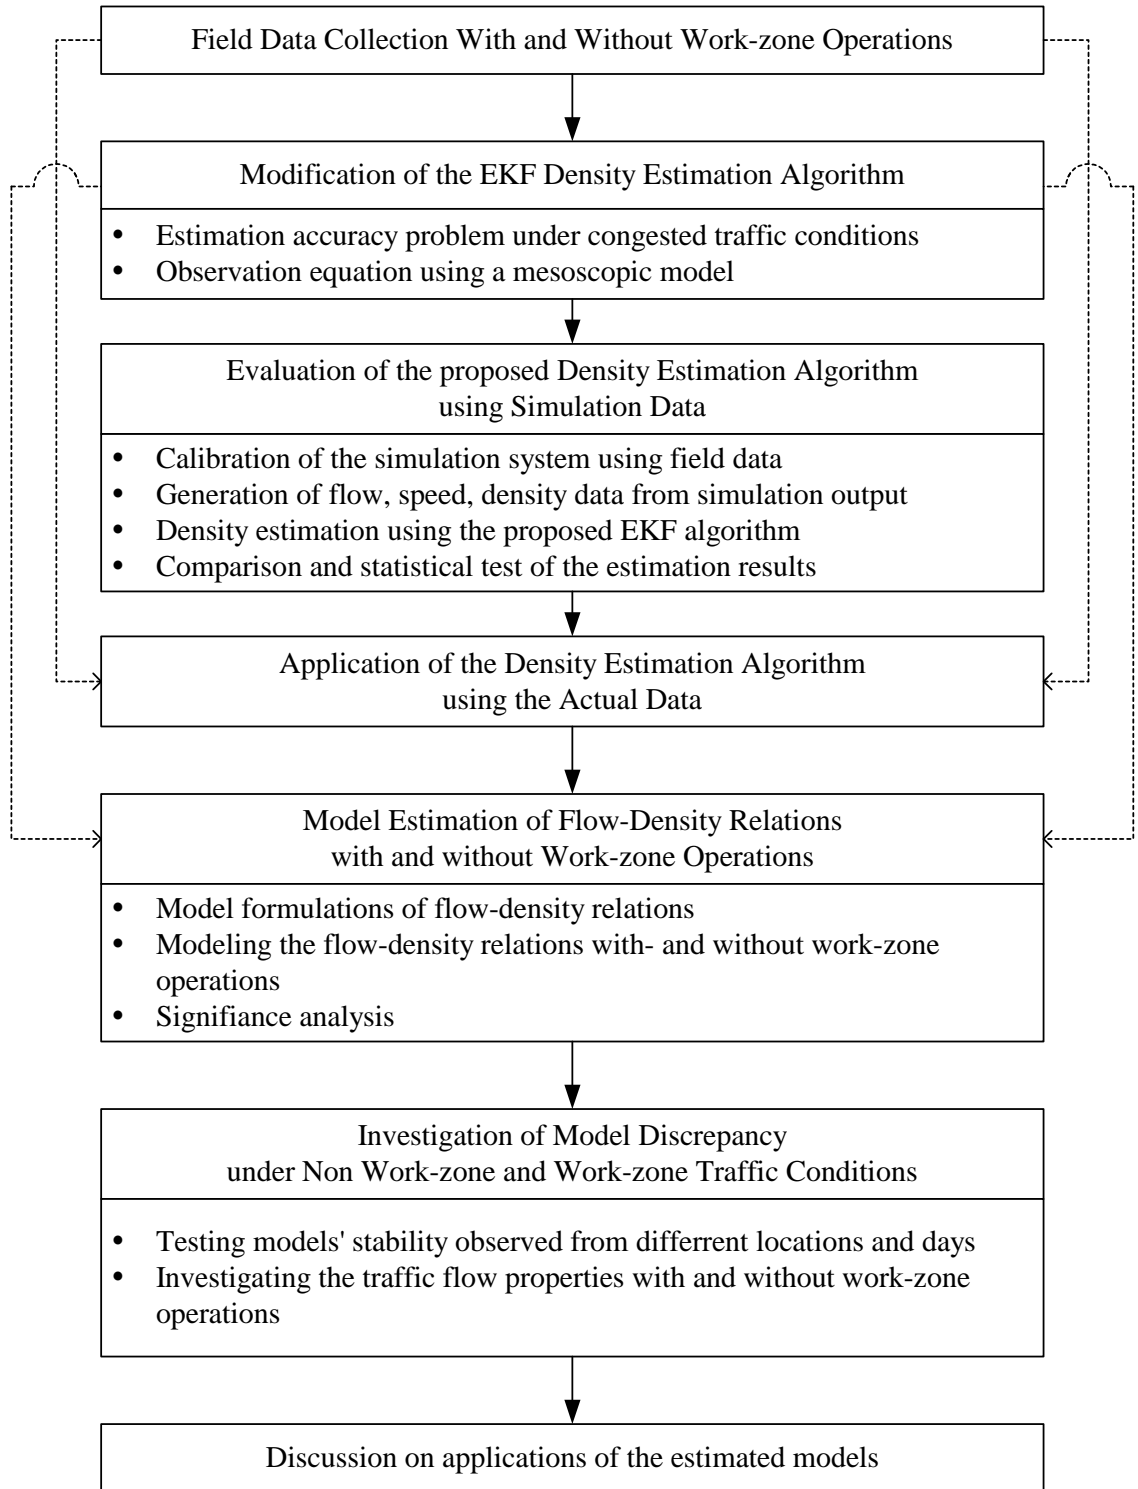 Field Data Collection With and Without Work-zone Operations
Modification of the EKF Density Estimation Algorithm
• Estimation accuracy problem under congested traffic conditions
• Observation equation using a mesoscopic model
Evaluation of the proposed Density Estimation Algorithm
using Simulation Data
• Calibration of the simulation system using field data
• Generation of flow, speed, density data from simulation output
• Density estimation using the proposed EKF algorithm
• Comparison and statistical test of the estimation results
Application of the Density Estimation Algorithm
using the Actual Data
Model Estimation of Flow-Density Relations
with and without Work-zone Operations
• Model formulations of flow-density relations
• Modeling the flow-density relations with- and without work-zone
operations
• Signifiance analysis
Investigation of Model Discrepancy
under Non Work-zone and Work-zone Traffic Conditions
• Testing models' stability observed from differrent locations and days
• Investigating the traffic flow properties with and without work-zone
operations
Discussion on applications of the estimated models